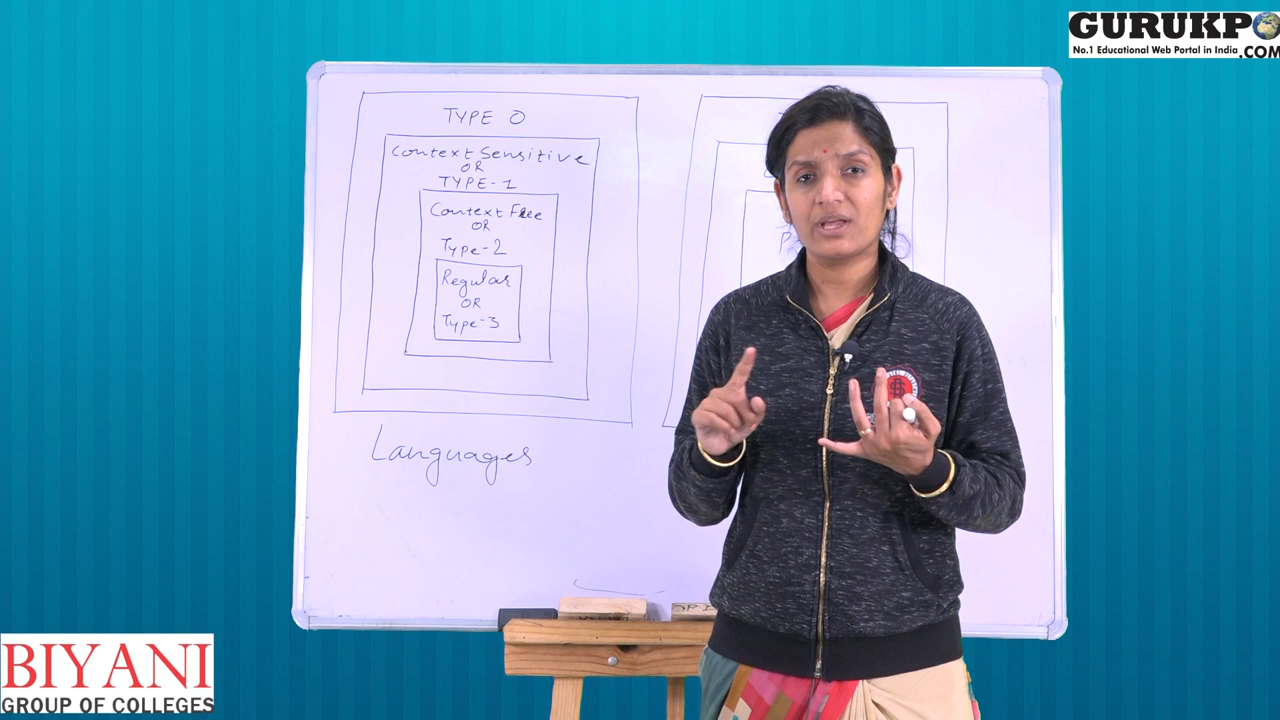 GURUKPO
No.1 Educational Web Portal in India
.COM
TYPE 0
Context Sensitive
OR
TYPE-1
Context Free
OR
Type-2
Regular
OR
Type-3
Languages
BIYANI
GROUP OF COLLEGES